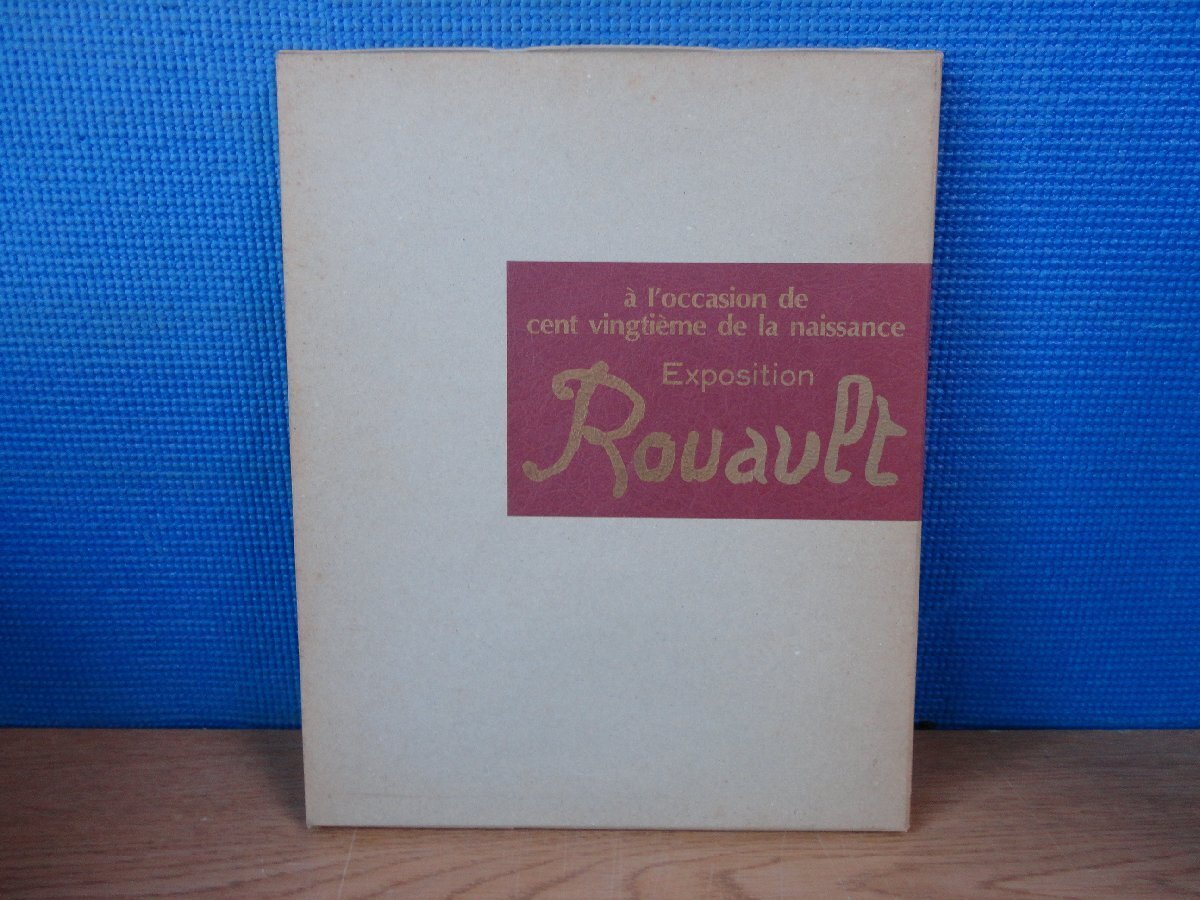 à l'occasion de
cent vingtième de la naissance
Exposition
Rouault